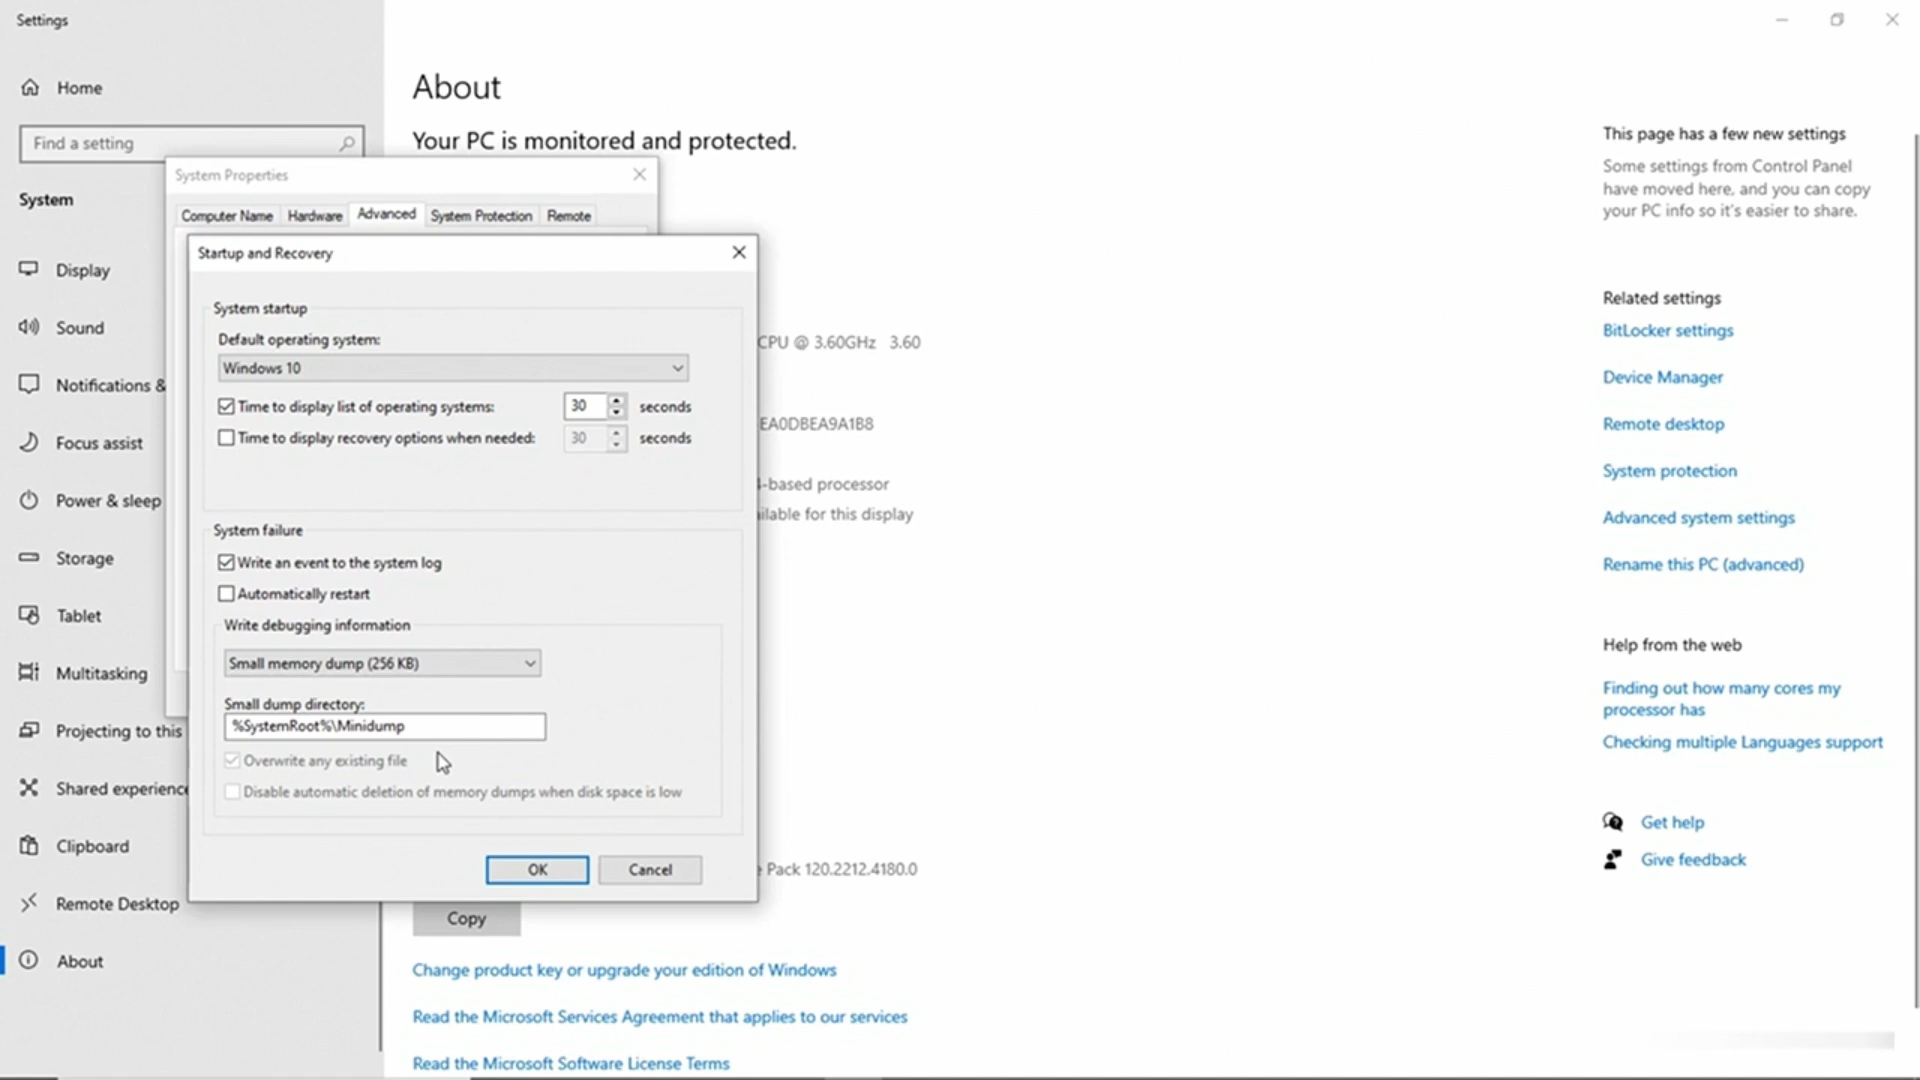 Settings
Home
Find a setting
System
Display
Sound
Notifications &
Focus assist
Power & sleep
Storage
Tablet
Multitasking
Projecting to this
Shared experience
Clipboard
Remote Desktop
About
About
Your PC is monitored and protected.
System Properties
Computer Name Hardware Advanced System Protection Remote
Startup and Recovery
System startup
Default operating system:
Windows 10
Time to display list of operating systems: 30 seconds
Time to display recovery options when needed: 30 seconds
System failure
Write an event to the system log
Automatically restart
Write debugging information
Small memory dump (256 KB)
Small dump directory:
%SystemRoot%\Minidump
Overwrite any existing file
Disable automatic deletion of memory dumps when disk space is low
OK Cancel
CPU @ 3.60GHz 3.60
EA0DBEA9A1B8
-based processor
ailable for this display
Pack 120.2212.4180.0
Copy
Change product key or upgrade your edition of Windows
Read the Microsoft Services Agreement that applies to our services
Read the Microsoft Software License Terms
This page has a few new settings
Some settings from Control Panel
have moved here, and you can copy
your PC info so it's easier to share.
Related settings
BitLocker settings
Device Manager
Remote desktop
System protection
Advanced system settings
Rename this PC (advanced)
Help from the web
Finding out how many cores my
processor has
Checking multiple Languages support
Get help
Give feedback